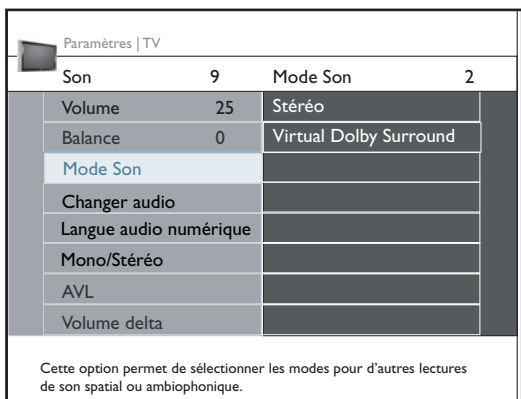 Paramètres | TV
Son 9 Mode Son 2
Volume 25 Stéréo
Balance 0 Virtual Dolby Surround
Mode Son
Changer audio
Langue audio numérique
Mono/Stéréo
AVL
Volume delta
Cette option permet de sélectionner les modes pour d'autres lectures
de son spatial ou ambiophonique.